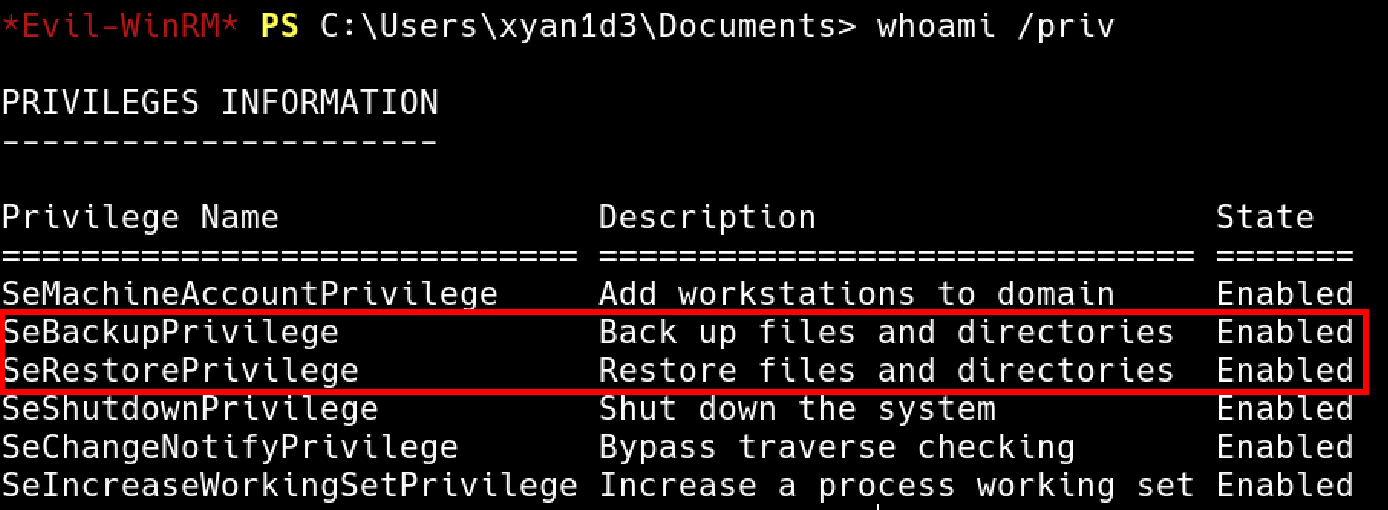 *Evil-WinRM* PS C:\Users\xyan1d3\Documents> whoami /priv
PRIVILEGES INFORMATION
----------------------
Privilege Name                Description                    State
============================= ============================== =======
SeMachineAccountPrivilege     Add workstations to domain     Enabled
SeBackupPrivilege             Back up files and directories  Enabled
SeRestorePrivilege            Restore files and directories  Enabled
SeShutdownPrivilege           Shut down the system           Enabled
SeChangeNotifyPrivilege       Bypass traverse checking       Enabled
SeIncreaseWorkingSetPrivilege Increase a process working set Enabled